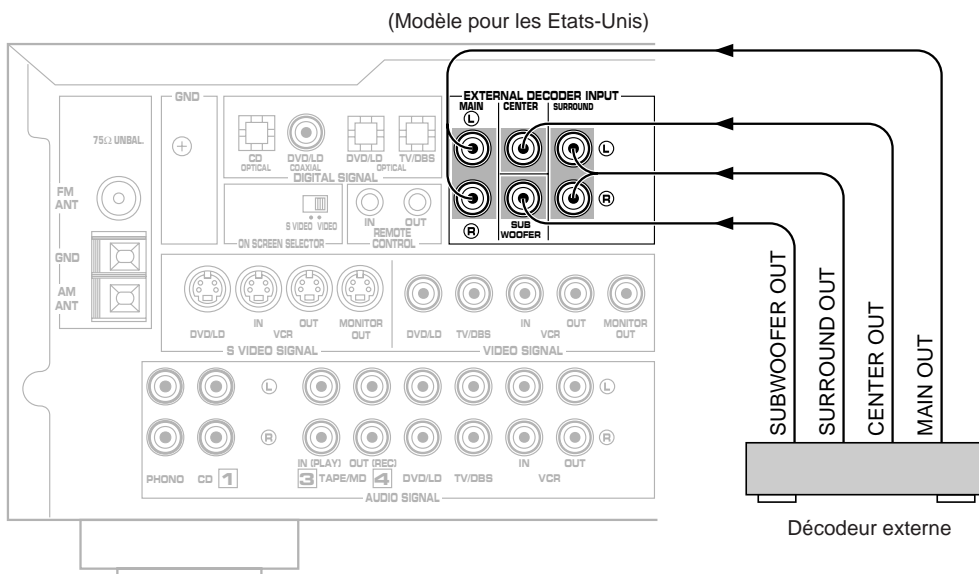 (Modèle pour les Etats-Unis)
GND
75Ω UNBAL.
FM
ANT
GND
AM
ANT
CD
OPTICAL
DVD/LD
COAXIAL
DVD/LD
TV/DBS
OPTICAL
DIGITAL SIGNAL
S VIDEO VIDEO
ON SCREEN SELECTOR
IN
OUT
REMOTE
CONTROL
EXTERNAL DECODER INPUT
MAIN
CENTER
SURROUND
L
L
R
R
SUB
WOOFER
DVD/LD
IN
OUT
VCR
MONITOR
OUT
S VIDEO SIGNAL
DVD/LD
TV/DBS
IN
OUT
VCR
MONITOR
OUT
VIDEO SIGNAL
L
L
R
R
PHONO
CD
1
IN (PLAY)
OUT (REC)
3
TAPE/MD
4
DVD/LD
TV/DBS
IN
OUT
VCR
AUDIO SIGNAL
SUBWOOFER OUT
SURROUND OUT
CENTER OUT
MAIN OUT
Décodeur externe